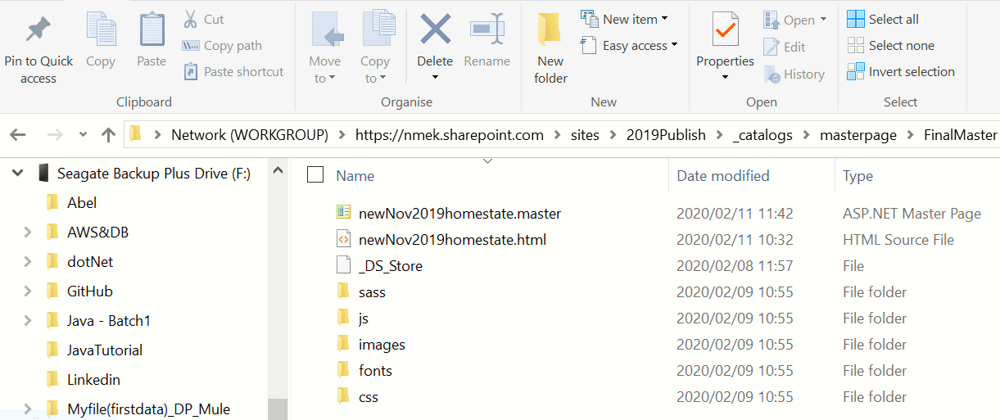 Pin to Quick access
Copy
Paste
Cut
Copy path
Paste shortcut
Clipboard
Move to
Copy to
Delete
Rename
Organise
New folder
New item
Easy access
New
Properties
Open
Edit
History
Open
Select all
Select none
Invert selection
Select
Network (WORKGROUP) > https://nmek.sharepoint.com > sites > 2019Publish > _catalogs > masterpage > FinalMaster
Seagate Backup Plus Drive (F:)
Abel
AWS&DB
dotNet
GitHub
Java - Batch1
JavaTutorial
Linkedin
Myfile(firstdata)_DP_Mule
Name Date modified Type
newNov2019homestate.master 2020/02/11 11:42 ASP.NET Master Page
newNov2019homestate.html 2020/02/11 10:32 HTML Source File
_DS_Store 2020/02/08 11:57 File
sass 2020/02/09 10:55 File folder
js 2020/02/09 10:55 File folder
images 2020/02/09 10:55 File folder
fonts 2020/02/09 10:55 File folder
css 2020/02/09 10:55 File folder